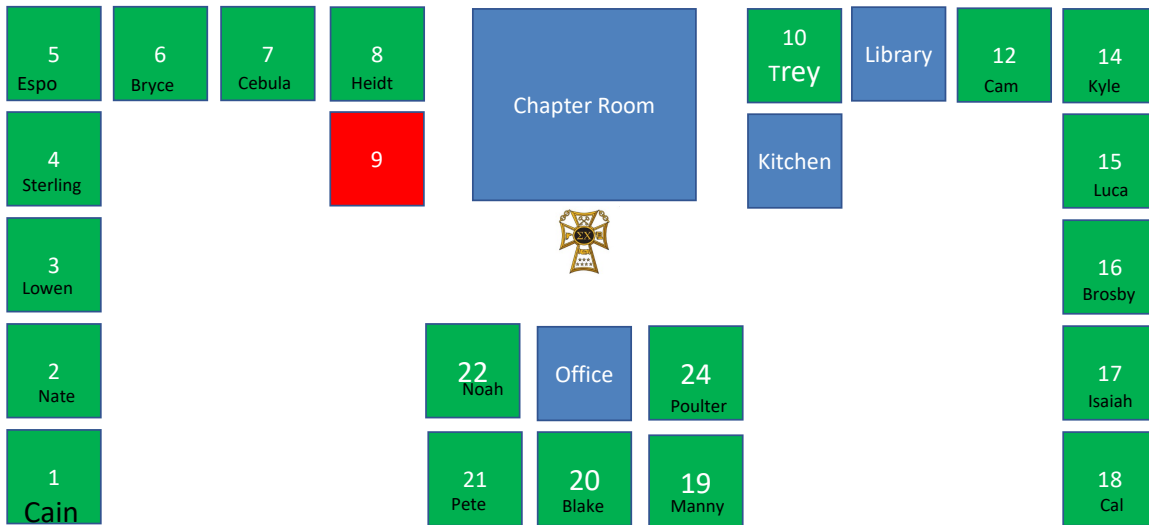 5
Espo
6
Bryce
7
Cebula
8
Heidt
Chapter Room
10
Trey
Library
12
Cam
14
Kyle
4
Sterling
9
Kitchen
15
Luca
ΣΧ
3
Lowen
16
Brosby
2
Nate
22
Noah
Office
24
Poulter
17
Isaiah
1
Cain
21
Pete
20
Blake
19
Manny
18
Cal